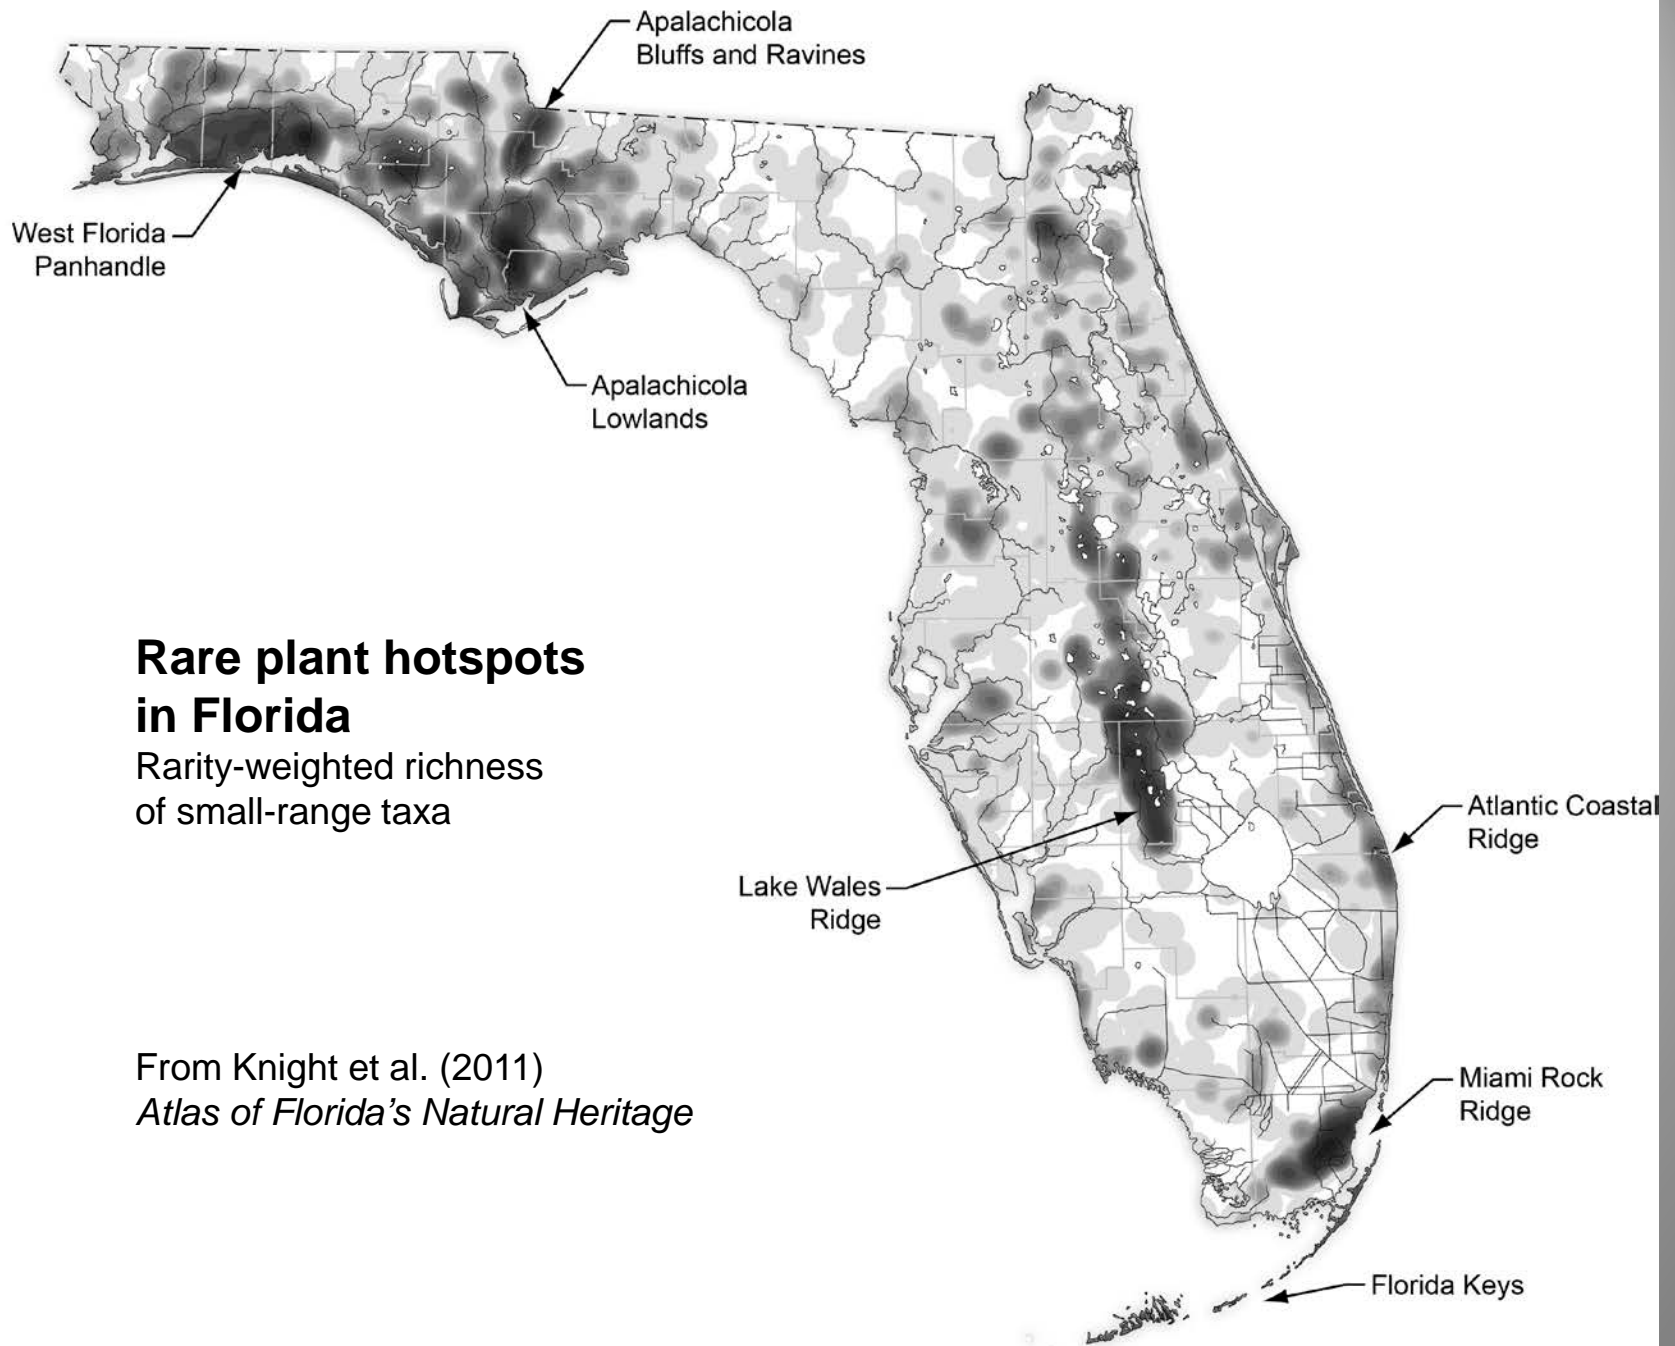 Apalachicola
Bluffs and Ravines
West Florida
Panhandle
Apalachicola
Lowlands
Rare plant hotspots
in Florida
Rarity-weighted richness
of small-range taxa
Atlantic Coastal
Ridge
Lake Wales
Ridge
From Knight et al. (2011)
Atlas of Florida’s Natural Heritage
Miami Rock
Ridge
Florida Keys